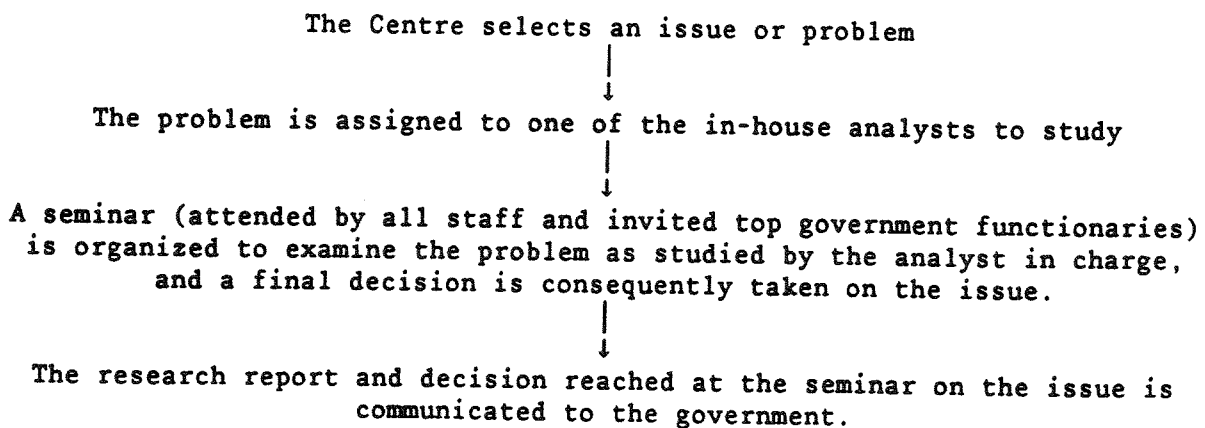 The Centre selects an issue or problem
The problem is assigned to one of the in-house analysts to study
A seminar (attended by all staff and invited top government functionaries)
is organized to examine the problem as studied by the analyst in charge,
and a final decision is consequently taken on the issue.
The research report and decision reached at the seminar on the issue is
communicated to the government.